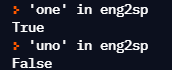 > 'one' in eng2sp
True
> 'uno' in eng2sp
False